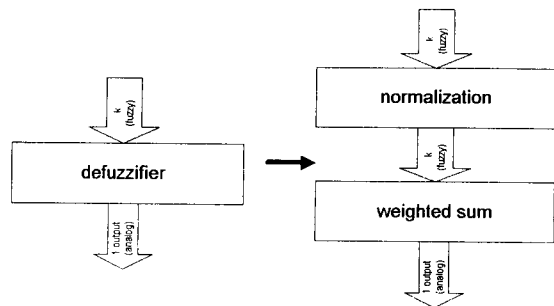 k
(fuzzy)
defuzzifier
1 output
(analog)
k
(fuzzy)
normalization
k
(fuzzy)
weighted sum
1 output
(analog)